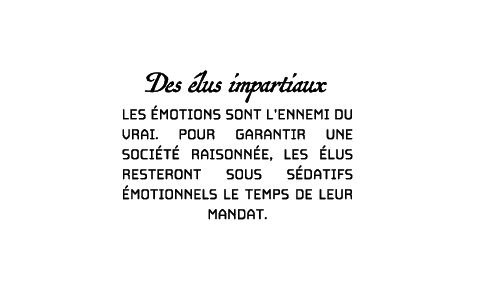 Des élus impartiaux
LES ÉMOTIONS SONT L'ENNEMI DU
VRAI. POUR GARANTIR UNE
SOCIÉTÉ RAISONNÉE, LES ÉLUS
RESTERONT SOUS SÉDATIFS
ÉMOTIONNELS LE TEMPS DE LEUR
MANDAT.